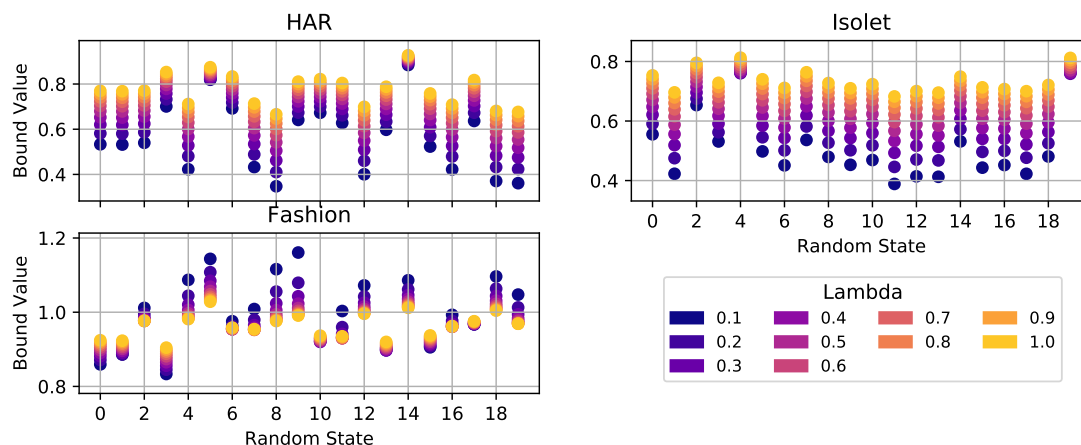 HAR
Bound Value
0.8
0.6
0.4
Isolet
0.8
0.6
0.4
0 2 4 6 8 10 12 14 16 18
Random State
Fashion
Bound Value
1.2
1.0
0.8
0 2 4 6 8 10 12 14 16 18
Random State
Lambda
0.1 0.4 0.7 0.9
0.2 0.5 0.8 1.0
0.3 0.6